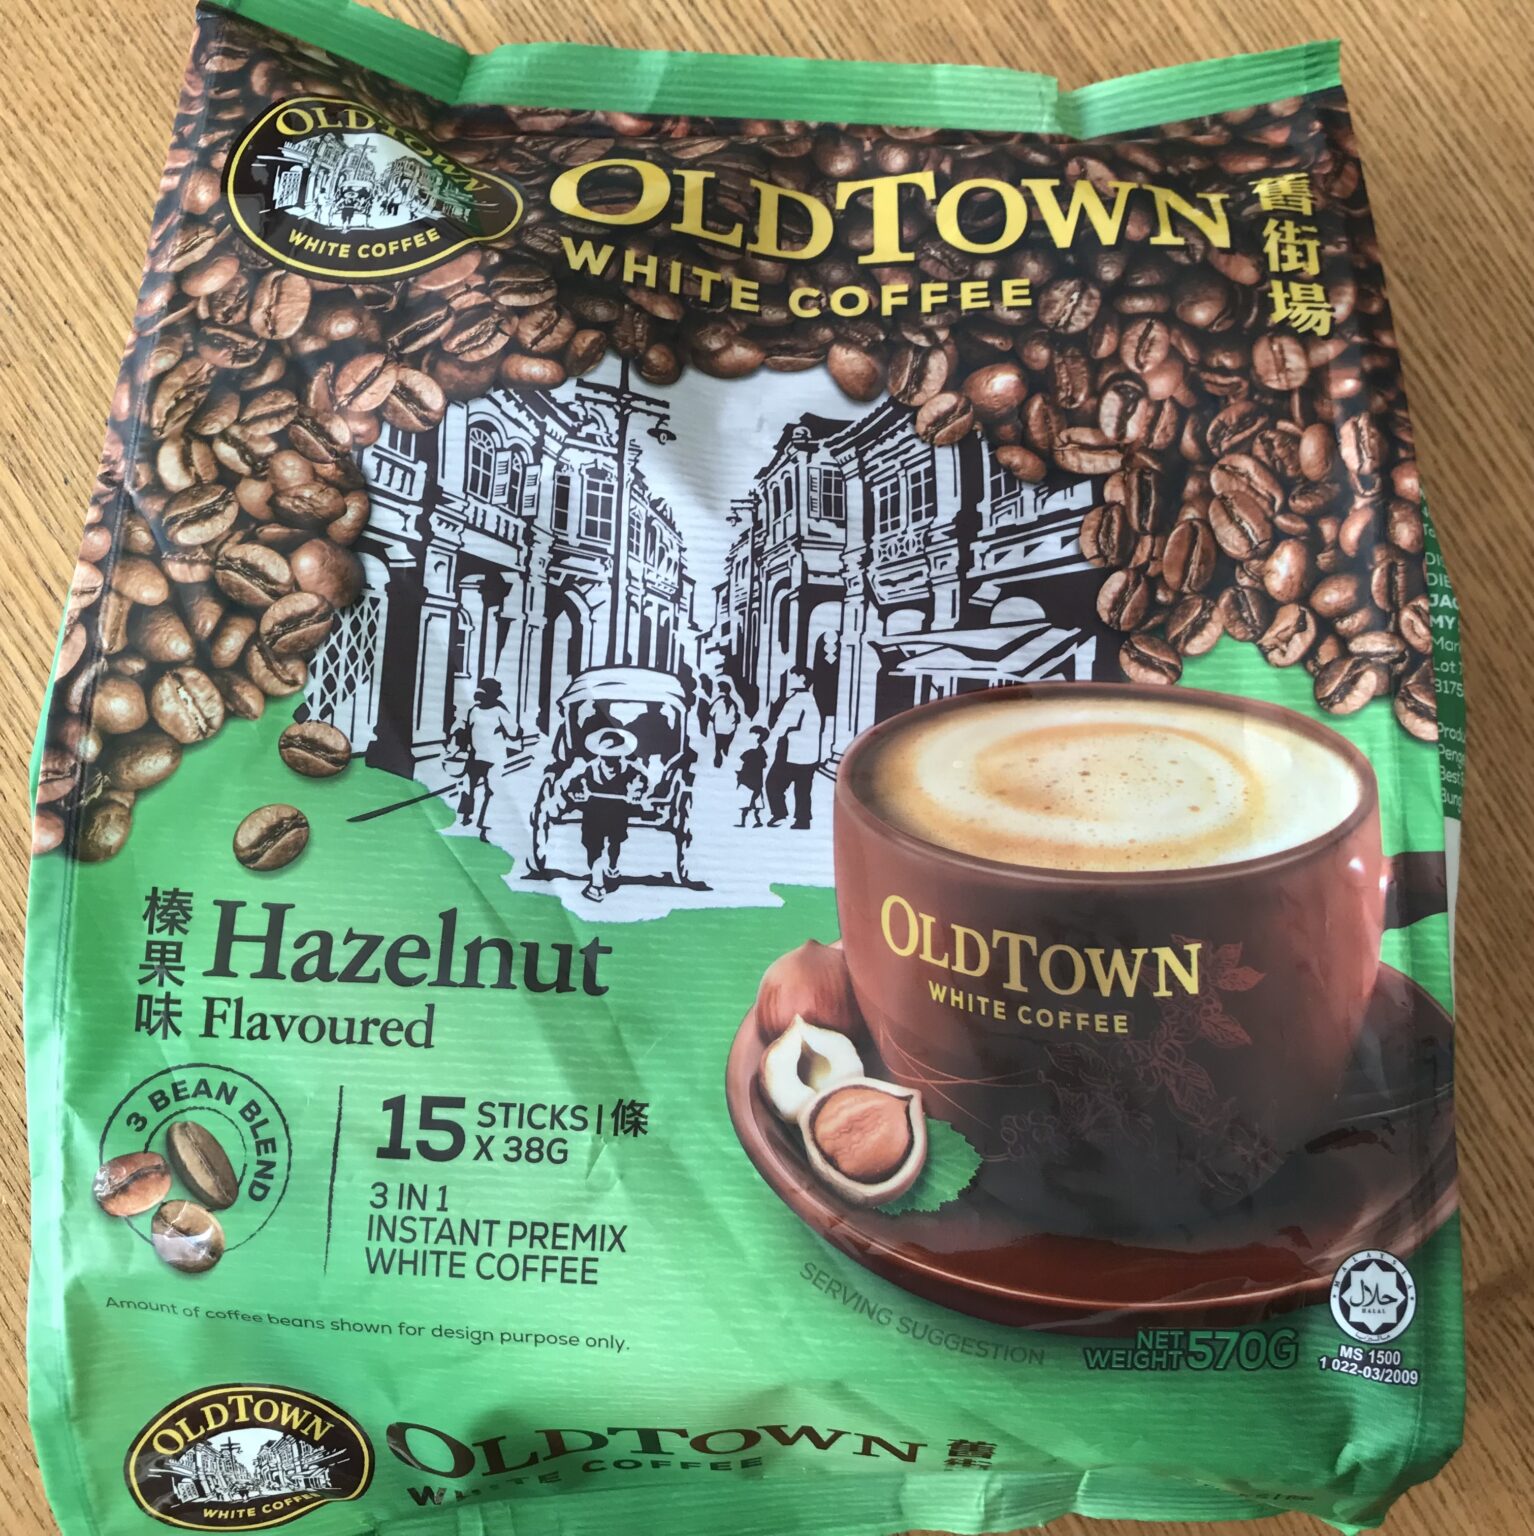 OLDTOWN
WHITE COFFEE
OLDTOWN
WHITE COFFEE
舊街場
榛果味
Hazelnut
Flavoured
3 BEAN BLEND
15 STICKS | 條
X 38G
3 IN 1
INSTANT PREMIX
WHITE COFFEE
Amount of coffee beans shown for design purpose only.
OLDTOWN
WHITE COFFEE
SERVING SUGGESTION
NET
WEIGHT 570G
MALAYSIA
حلال
HALAL
MS 1500
1 022-03/2009
OLDTOWN
WHITE COFFEE
OLDTOWN
COFFEE
舊